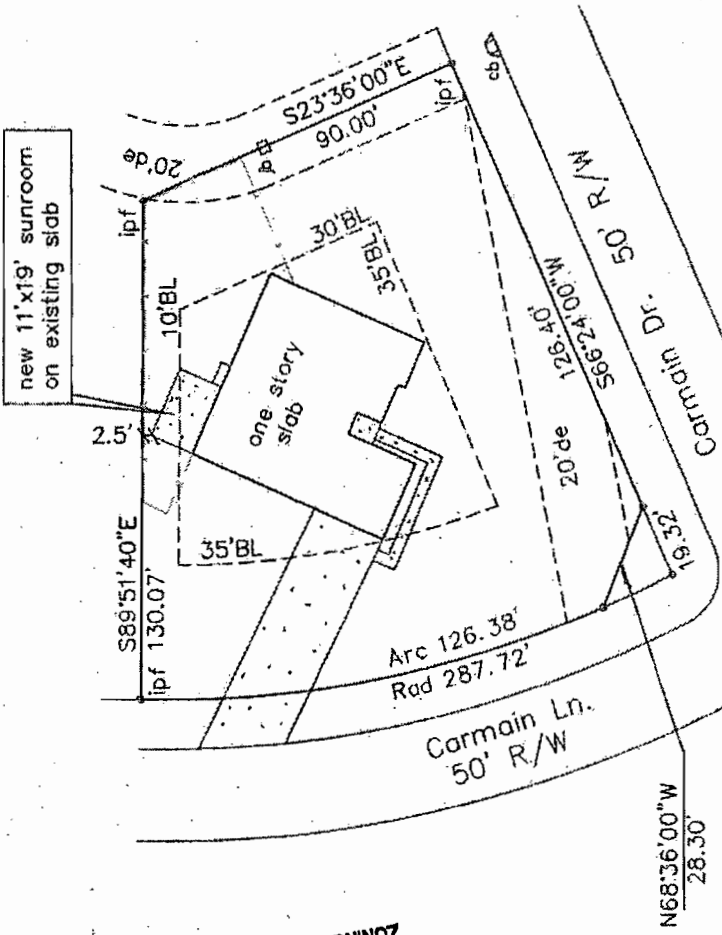 new 11'x19' sunroom
on existing slab
2.5'
S89°51'40"E
ipf 130.07'
ipf
20'de
S23°36'00"E
90.00'
ipf
cb
10'BL
30'BL
35'BL
35'BL
one story
slab
126.40'
S66°24'00"W
20'de
Carmain Dr. 50' R/W
19.32'
Arc 126.38'
Rad 287.72'
Carmain Ln.
50' R/W
N68°36'00"W
28.30'